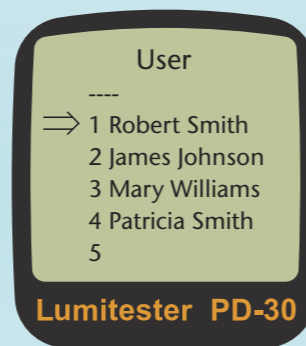 User
----
⇒ 1 Robert Smith
2 James Johnson
3 Mary Williams
4 Patricia Smith
5
Lumitester PD-30